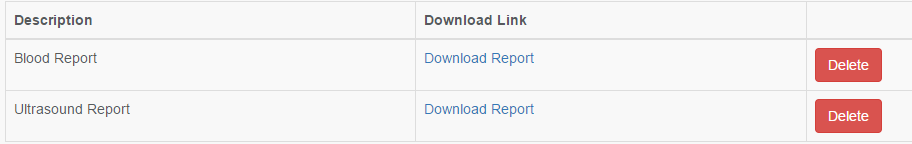 Description Download Link
Blood Report Download Report Delete
Ultrasound Report Download Report Delete